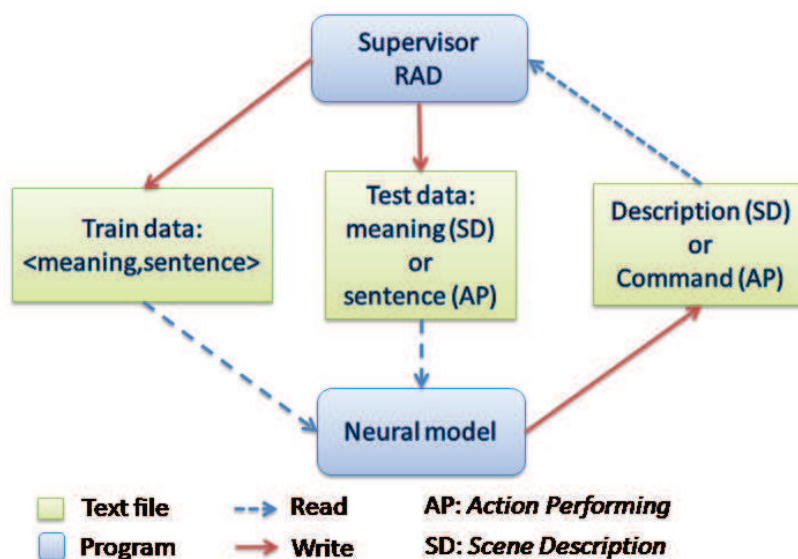 Supervisor
RAD
Train data:
<meaning,sentence>
Test data:
meaning (SD)
or
sentence (AP)
Description (SD)
or
Command (AP)
Neural model
Text file
Read
AP: Action Performing
Program
Write
SD: Scene Description